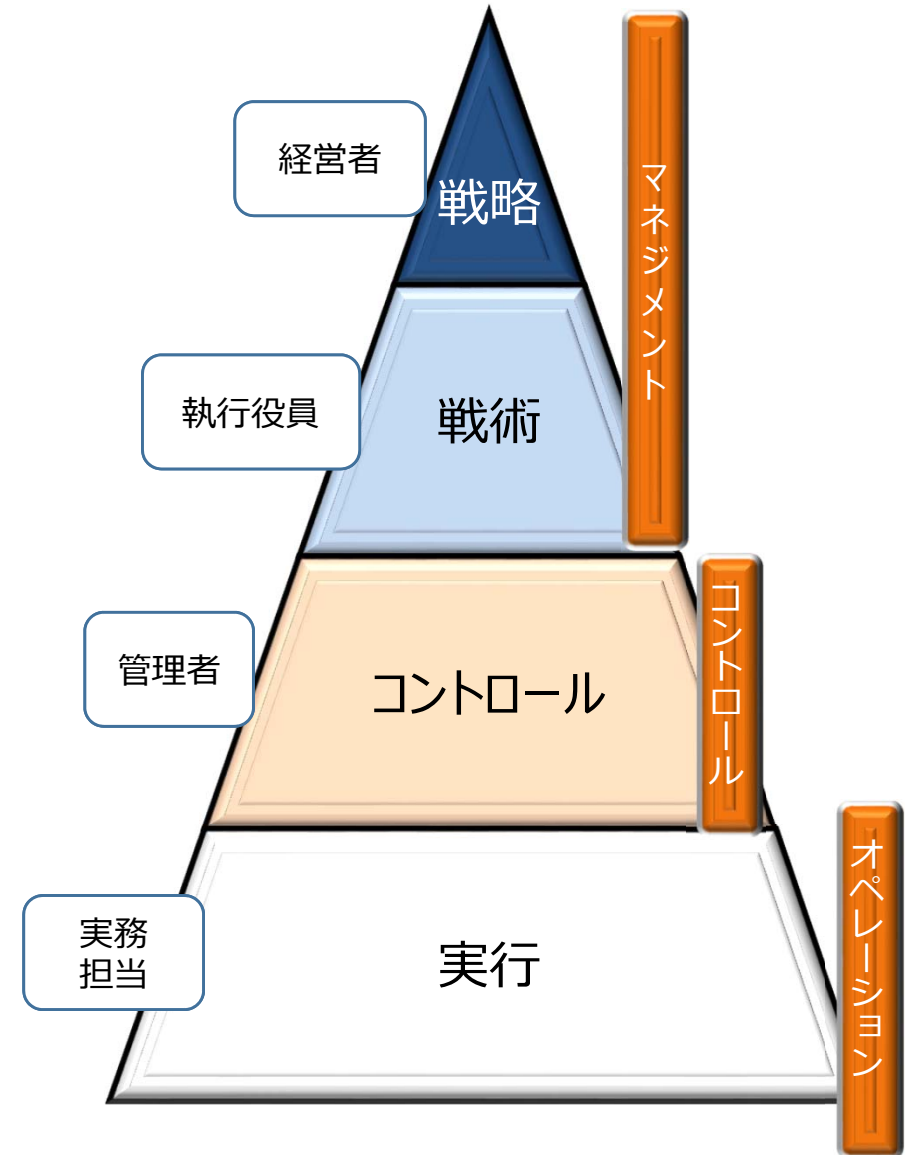 経営者
戦略
マネジメント
執行役員
戦術
管理者
コントロール
コントロール
実務
担当
実行
オペレーション